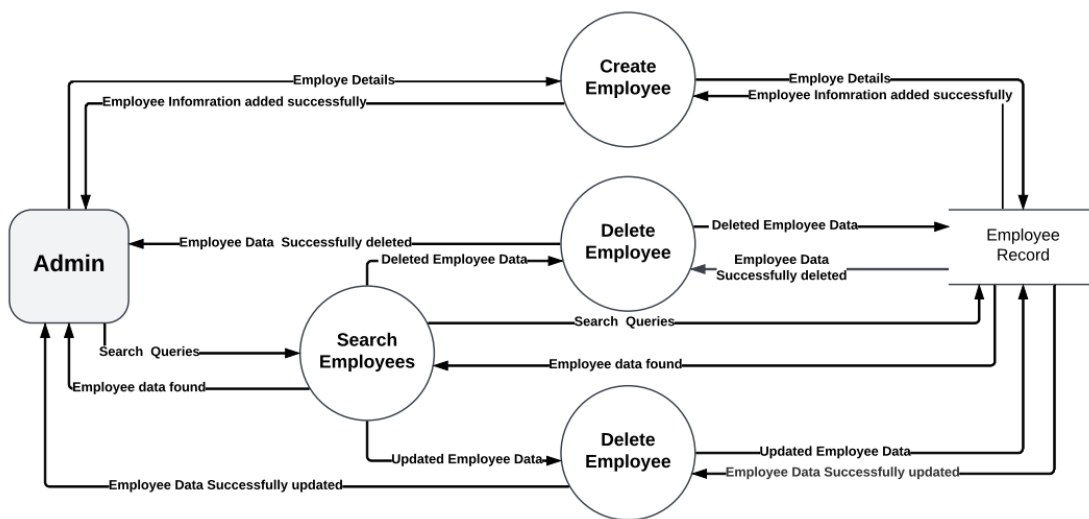 Create
Employee
Employe Details
Employe Details
Employee Infomration added successfully
Employee Infomration added successfully
Delete
Employee
Deleted Employee Data
Employee Data  Successfully deleted
Admin
Employee
Record
Deleted Employee Data
Employee Data
Successfully deleted
Search
Employees
Search  Queries
Search  Queries
Employee data found
Employee data found
Delete
Employee
Updated Employee Data
Updated Employee Data
Employee Data Successfully updated
Employee Data Successfully updated